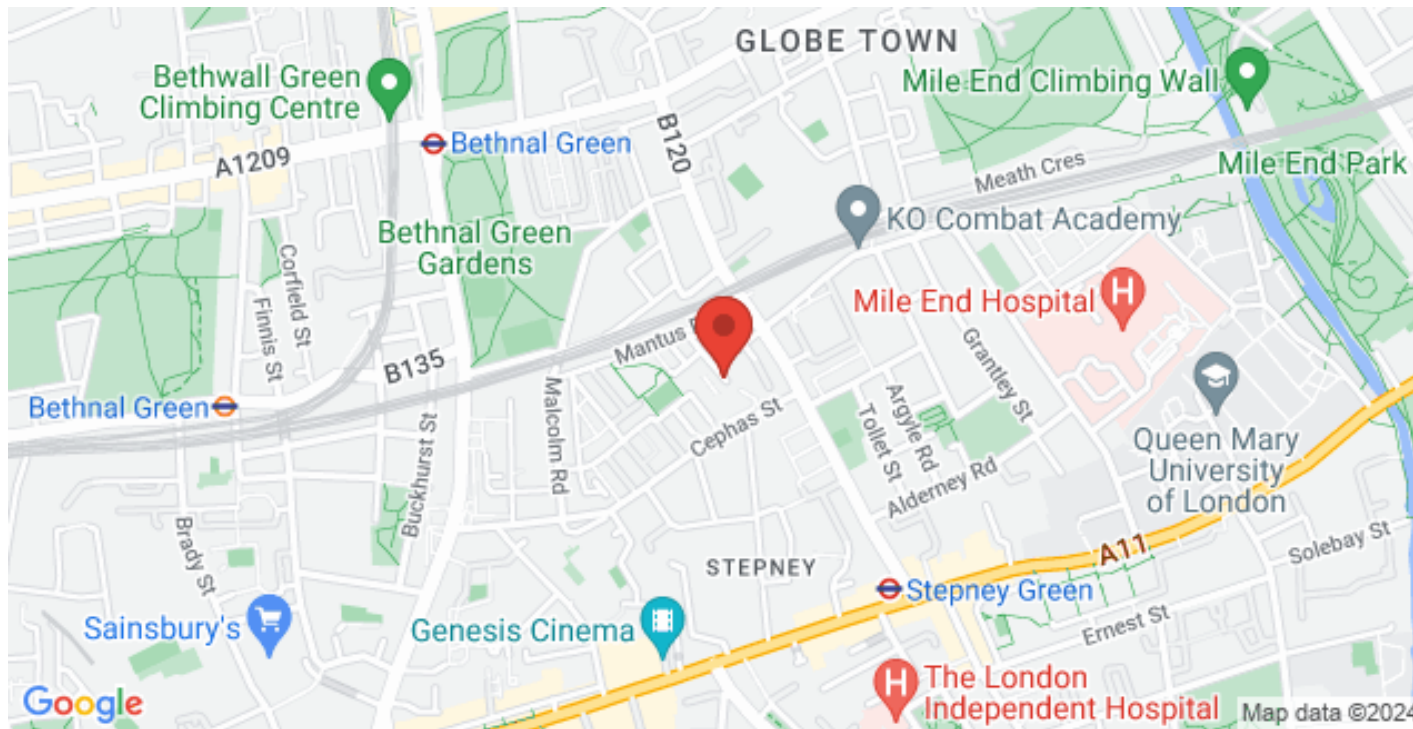 GLOBE TOWN
Bethwall Green
Climbing Centre
Mile End Climbing Wall
Bethnal Green
B120
A1209
Meath Cres
Mile End Park
KO Combat Academy
Bethnal Green
Gardens
Corfield St
Finnis St
Mile End Hospital
H
Mantus
B135
Grantley St
Malcolm Rd
Argyle Rd
Tollet St
Bethnal Green
Cephas St
Buckhurst St
Queen Mary
University
of London
Alderney Rd
Brady St
A11
STEPNEY
Solebay St
Stepney Green
Sainsbury's
Genesis Cinema
Ernest St
H
The London
Independent Hospital
Google
Map data ©2024